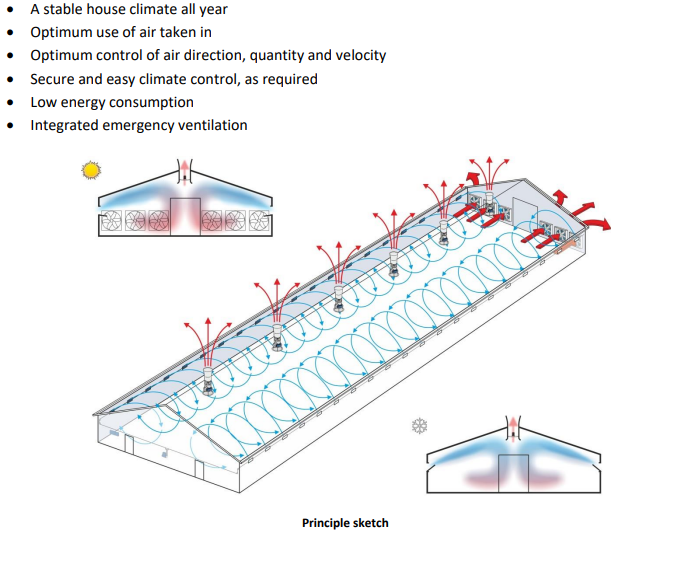 • A stable house climate all year
• Optimum use of air taken in
• Optimum control of air direction, quantity and velocity
• Secure and easy climate control, as required
• Low energy consumption
• Integrated emergency ventilation
Principle sketch